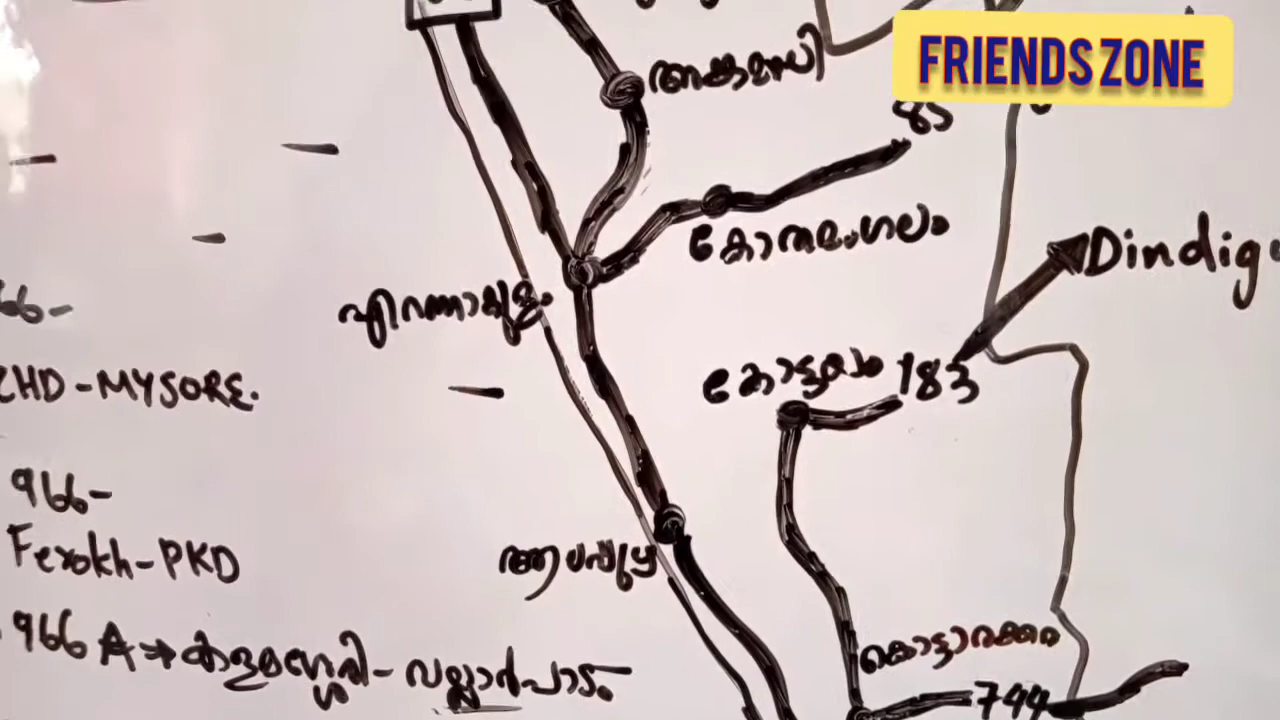 FRIENDS ZONE
അങ്കമാലി
85
കോതമംഗലം
Dindig
എറണാകുളം
66-
CHD-MYSORE.
കോട്ടയം 183
966-
Ferokh-PKD
ആലപ്പുഴ
966 A⇒കളമശ്ശേരി-വല്ലാർപാടം
കൊട്ടാരക്കര
744